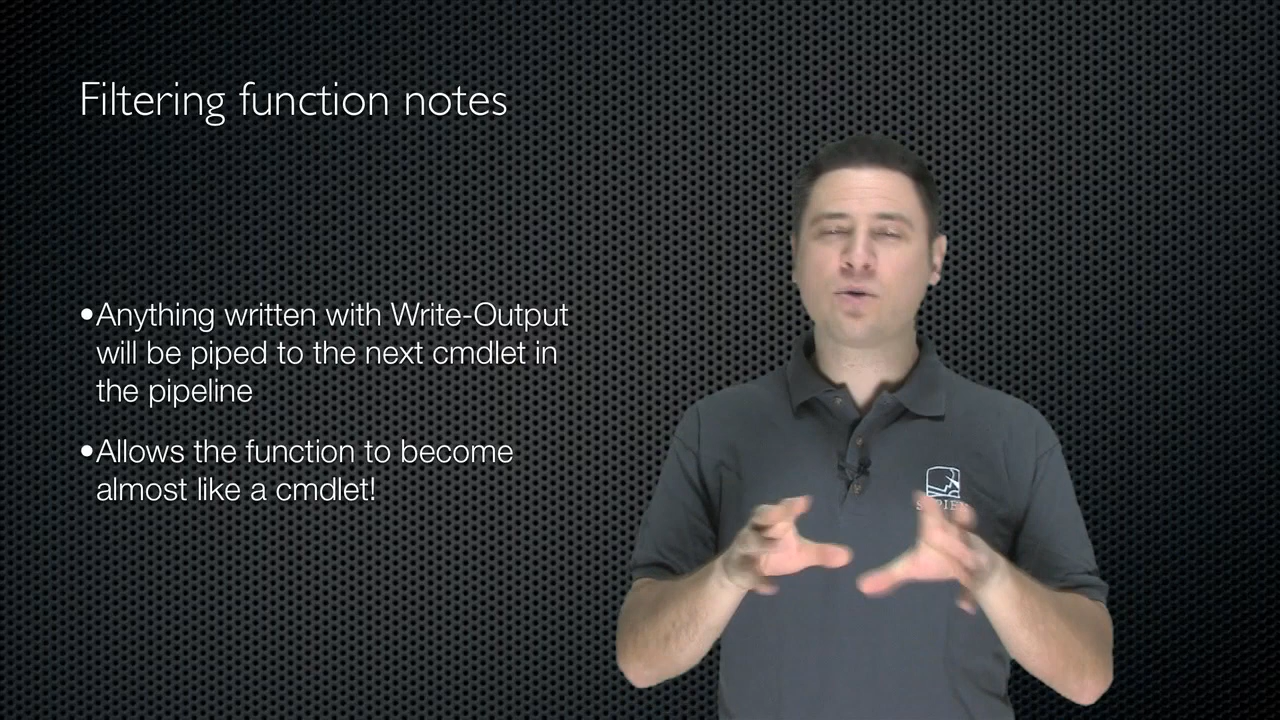 Filtering function notes
•Anything written with Write-Output
will be piped to the next cmdlet in
the pipeline
•Allows the function to become
almost like a cmdlet!